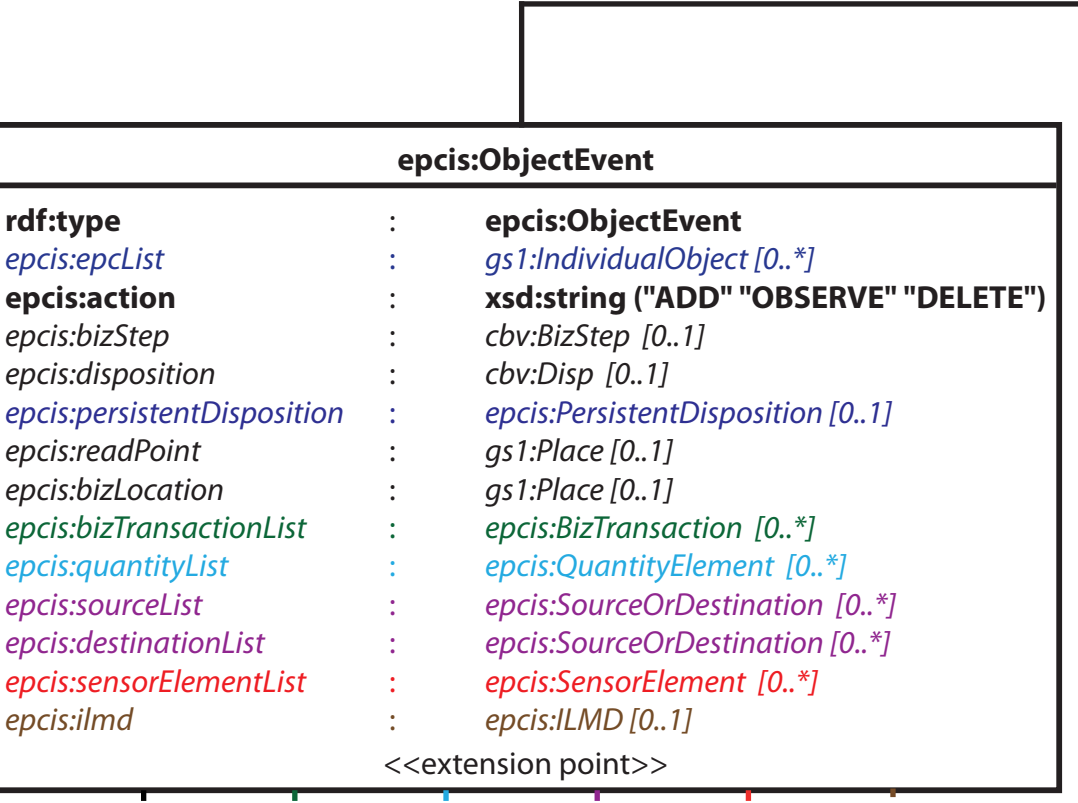 epcis:ObjectEvent
rdf:type : epcis:ObjectEvent
epcis:epcList : gs1:IndividualObject [0..*]
epcis:action : xsd:string ("ADD" "OBSERVE" "DELETE")
epcis:bizStep : cbv:BizStep [0..1]
epcis:disposition : cbv:Disp [0..1]
epcis:persistentDisposition : epcis:PersistentDisposition [0..1]
epcis:readPoint : gs1:Place [0..1]
epcis:bizLocation : gs1:Place [0..1]
epcis:bizTransactionList : epcis:BizTransaction [0..*]
epcis:quantityList : epcis:QuantityElement [0..*]
epcis:sourceList : epcis:SourceOrDestination [0..*]
epcis:destinationList : epcis:SourceOrDestination [0..*]
epcis:sensorElementList : epcis:SensorElement [0..*]
epcis:ilmd : epcis:ILMD [0..1]
<<extension point>>